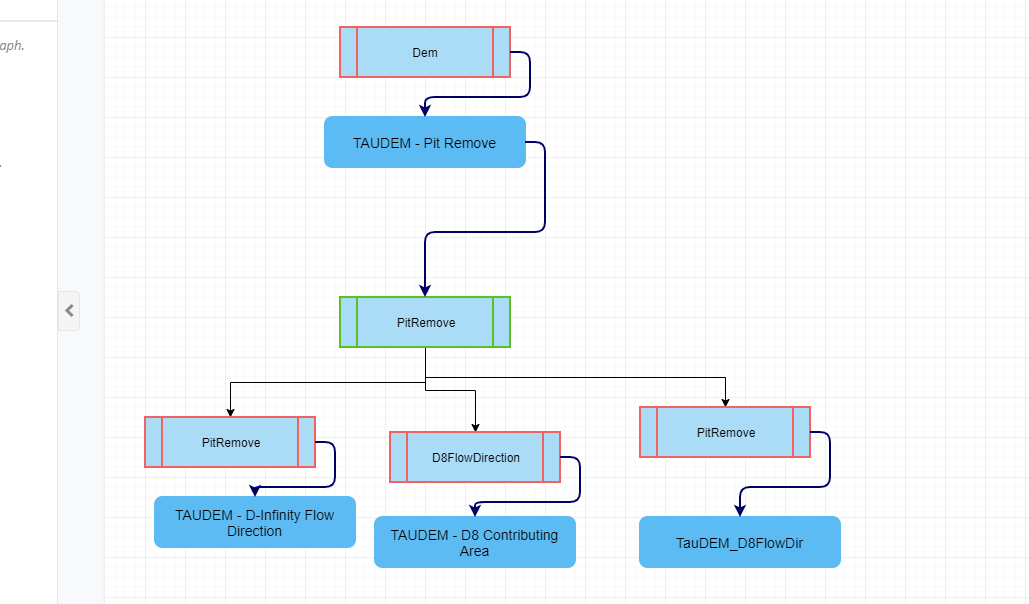 aph.
Dem
TAUDEM - Pit Remove
PitRemove
PitRemove
D8FlowDirection
PitRemove
TAUDEM - D-Infinity Flow
Direction
TAUDEM - D8 Contributing
Area
TauDEM_D8FlowDir